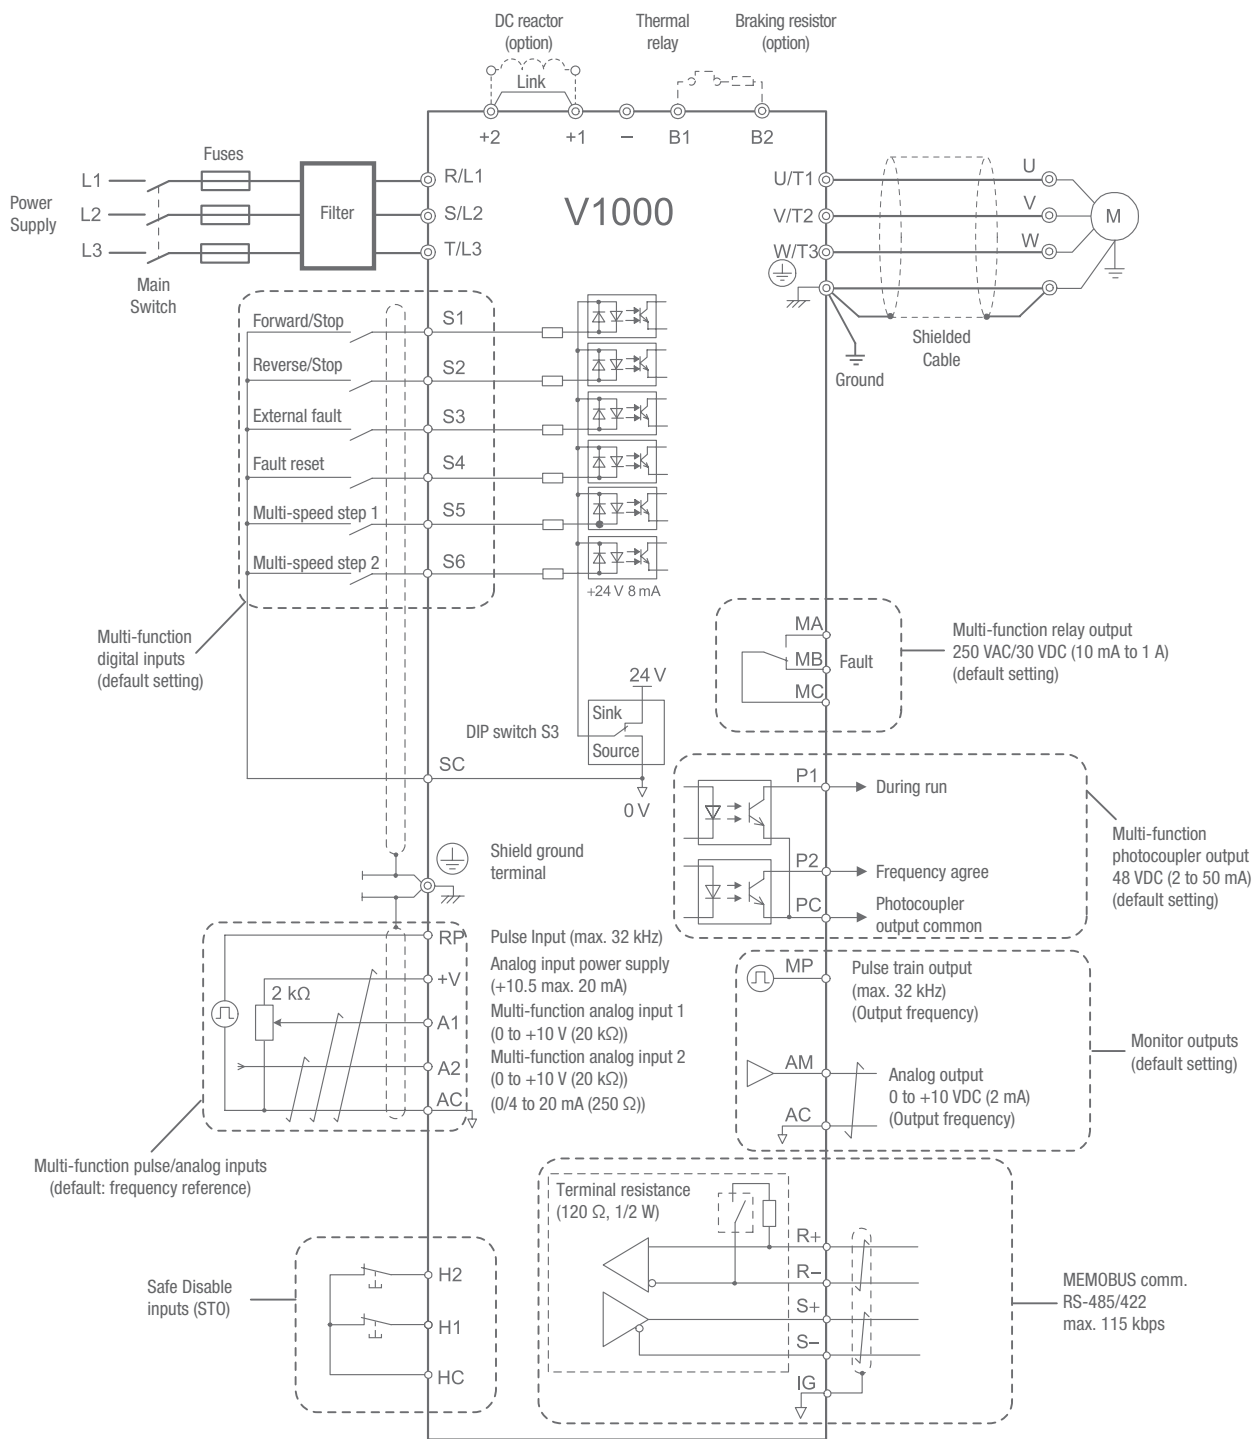 DC reactor
(option)
Thermal
relay
Braking resistor
(option)
Link
+2
+1
–
B1
B2
Fuses
Power
Supply
L1
L2
L3
Filter
R/L1
S/L2
T/L3
V1000
U/T1
V/T2
W/T3
U
V
W
M
Main
Switch
Shielded
Cable
Ground
Forward/Stop
S1
Reverse/Stop
S2
External fault
S3
Fault reset
S4
Multi-speed step 1
S5
Multi-speed step 2
S6
+24 V 8 mA
Multi-function
digital inputs
(default setting)
24 V
DIP switch S3
Sink
Source
SC
0 V
MA
MB
MC
Fault
Multi-function relay output
250 VAC/30 VDC (10 mA to 1 A)
(default setting)
P1
During run
P2
Frequency agree
PC
Photocoupler
output common
Multi-function
photocoupler output
48 VDC (2 to 50 mA)
(default setting)
Shield ground
terminal
RP
Pulse Input (max. 32 kHz)
+V
Analog input power supply
(+10.5 max. 20 mA)
2 kΩ
A1
Multi-function analog input 1
(0 to +10 V (20 kΩ))
A2
Multi-function analog input 2
(0 to +10 V (20 kΩ))
(0/4 to 20 mA (250 Ω))
AC
Multi-function pulse/analog inputs
(default: frequency reference)
MP
Pulse train output
(max. 32 kHz)
(Output frequency)
AM
Analog output
0 to +10 VDC (2 mA)
(Output frequency)
AC
Monitor outputs
(default setting)
Terminal resistance
(120 Ω, 1/2 W)
R+
R–
S+
S–
IG
MEMOBUS comm.
RS-485/422
max. 115 kbps
Safe Disable
inputs (STO)
H2
H1
HC